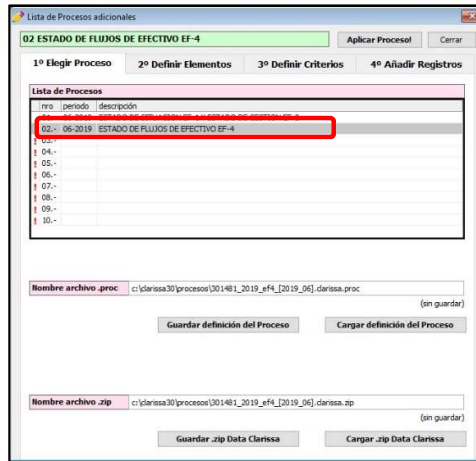 Lista de Procesos adicionales
02 ESTADO DE FLUJOS DE EFECTIVO EF-4 Aplicar Proceso! Cerrar
1º Elegir Proceso 2º Definir Elementos 3º Definir Criterios 4º Añadir Registros
Lista de Procesos
nro periodo descripción
02.- 06-2019 ESTADO DE FLUJOS DE EFECTIVO EF-4
! 03.-
! 04.-
! 05.-
! 06.-
! 07.-
! 08.-
! 09.-
! 10.-
Nombre archivo .proc c:\clarissa30\procesos\301481_2019_ef4_[2019_06].clarissa.proc
(sin guardar)
Guardar definición del Proceso Cargar definición del Proceso
Nombre archivo .zip c:\clarissa30\procesos\301481_2019_ef4_[2019_06].clarissa.zip
(sin guardar)
Guardar .zip Data Clarissa Cargar .zip Data Clarissa